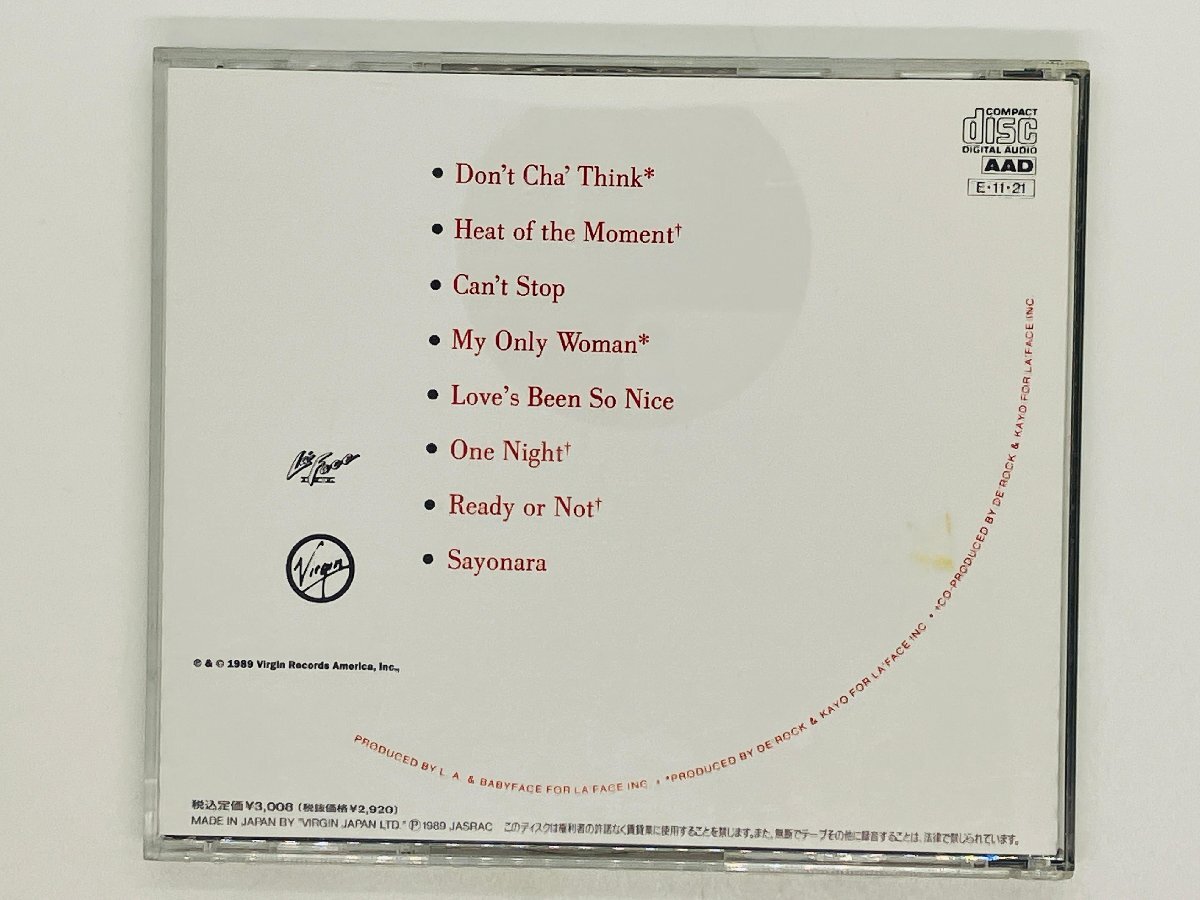 COMPACT
disc
DIGITAL AUDIO
AAD
E・11・21
• Don't Cha' Think*
• Heat of the Moment†
• Can't Stop
• My Only Woman*
• Love's Been So Nice
• One Night†
• Ready or Not†
• Sayonara
La'Face
INC
Virgin
℗ & © 1989 Virgin Records America, Inc.,
PRODUCED BY L. A. & BABYFACE FOR LA'FACE INC • *PRODUCED BY DE'ROCK & KAYO FOR LA'FACE INC • †CO-PRODUCED BY DE'ROCK & KAYO FOR LA'FACE INC
税込定価¥3,008 (税抜価格¥2,920)
MADE IN JAPAN BY "VIRGIN JAPAN LTD." ℗ 1989 JASRAC このディスクは権利者の許諾なく賃貸業に使用することを禁じます。また、無断でテープその他に録音することは、法律で禁じられています。